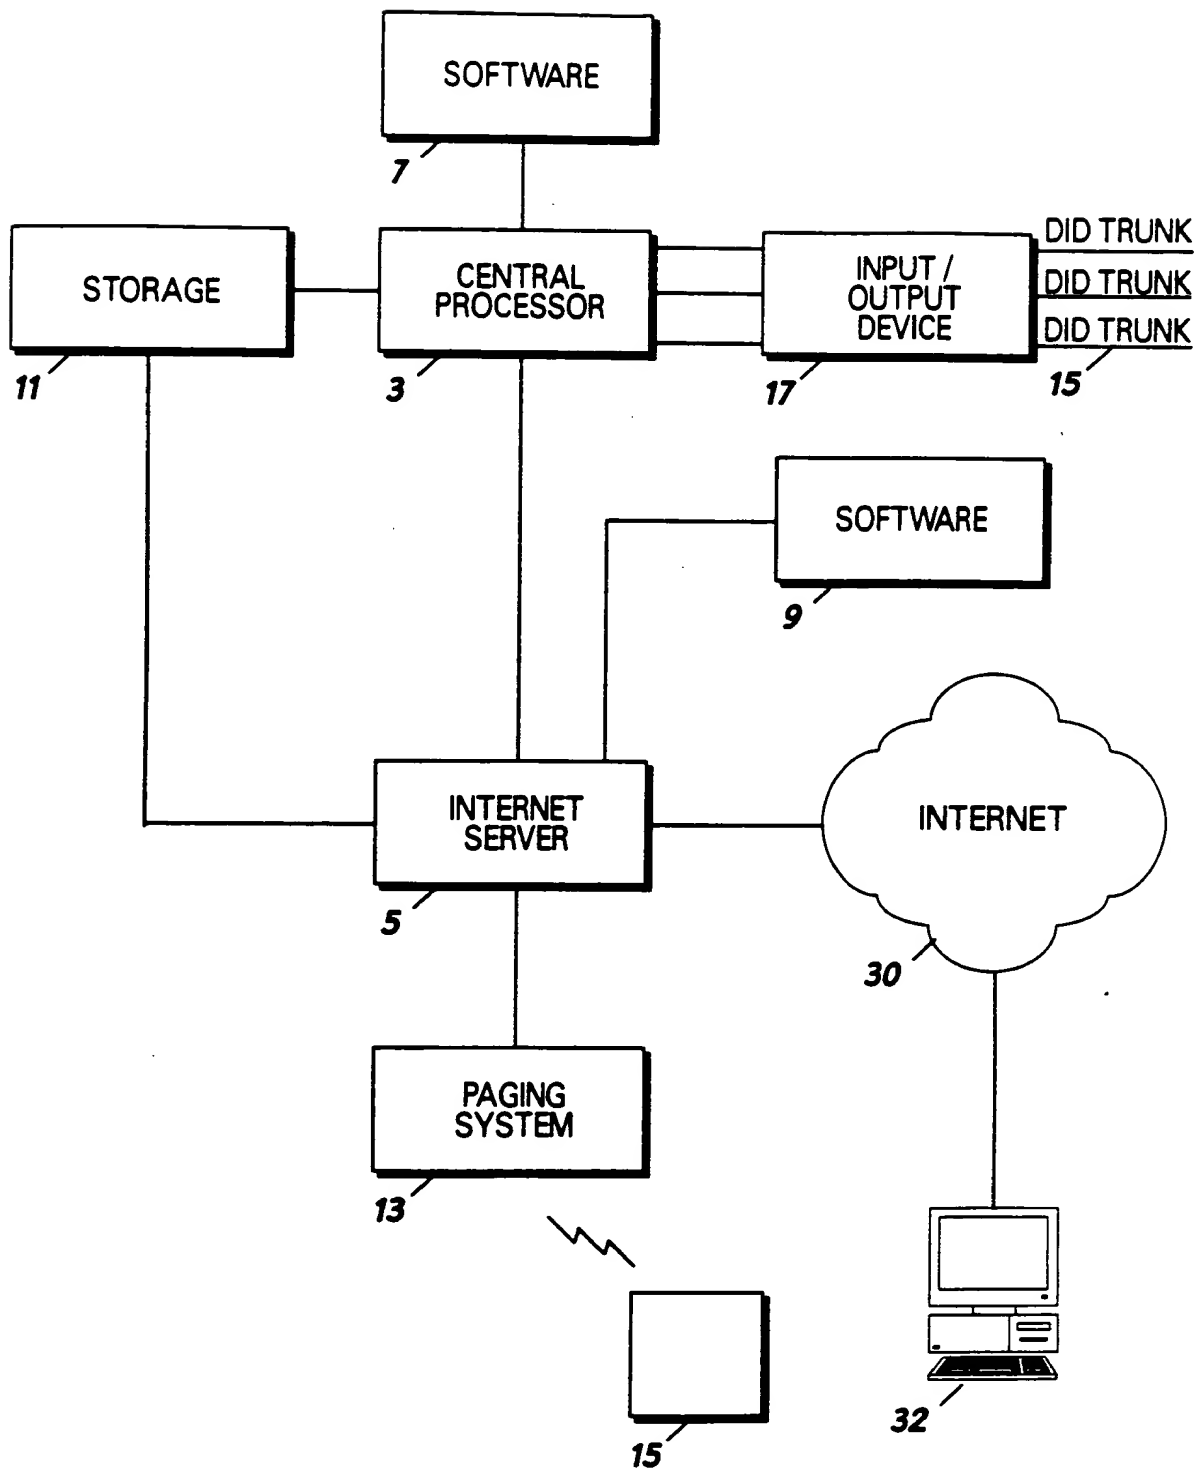 SOFTWARE
7
STORAGE
11
CENTRAL
PROCESSOR
3
INPUT /
OUTPUT
DEVICE
17
DID TRUNK
DID TRUNK
DID TRUNK
15
SOFTWARE
9
INTERNET
SERVER
5
INTERNET
30
PAGING
SYSTEM
13
15
32